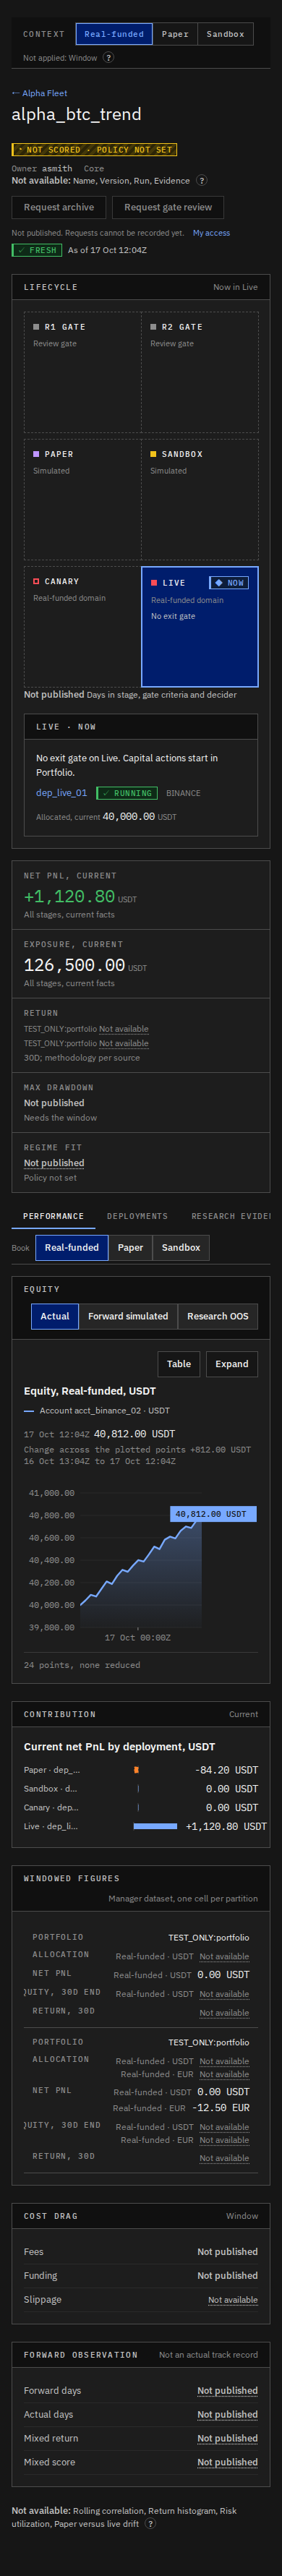 CONTEXT Real-funded Paper Sandbox
Not applied: Window ?
← Alpha Fleet
alpha_btc_trend
NOT SCORED · POLICY NOT SET
Owner asmith Core
Not available: Name, Version, Run, Evidence ?
Request archive Request gate review
Not published. Requests cannot be recorded yet. My access
✓ FRESH As of 17 Oct 12:04Z
LIFECYCLE Now in Live
R1 GATE R2 GATE
Review gate Review gate
PAPER SANDBOX
Simulated Simulated
CANARY LIVE ◆ NOW
Real-funded domain Real-funded domain
No exit gate
Not published Days in stage, gate criteria and decider
LIVE · NOW
No exit gate on Live. Capital actions start in
Portfolio.
dep_live_01 ✓ RUNNING BINANCE
Allocated, current 40,000.00 USDT
NET PNL, CURRENT
+1,120.80 USDT
All stages, current facts
EXPOSURE, CURRENT
126,500.00 USDT
All stages, current facts
RETURN
TEST_ONLY:portfolio Not available
TEST_ONLY:portfolio Not available
30D; methodology per source
MAX DRAWDOWN
Not published
Needs the window
REGIME FIT
Not published
Policy not set
PERFORMANCE DEPLOYMENTS RESEARCH EVIDE
Book Real-funded Paper Sandbox
EQUITY
Actual Forward simulated Research OOS
Table Expand
Equity, Real-funded, USDT
Account acct_binance_02 · USDT
17 Oct 12:04Z 40,812.00 USDT
Change across the plotted points +812.00 USDT
16 Oct 13:04Z to 17 Oct 12:04Z
41,000.00
40,812.00 USDT
40,800.00
40,600.00
40,400.00
40,200.00
40,000.00
39,800.00
17 Oct 00:00Z
24 points, none reduced
CONTRIBUTION Current
Current net PnL by deployment, USDT
Paper · dep_... -84.20 USDT
Sandbox · d... 0.00 USDT
Canary · dep... 0.00 USDT
Live · dep_li... +1,120.80 USDT
WINDOWED FIGURES
Manager dataset, one cell per partition
PORTFOLIO TEST_ONLY:portfolio
ALLOCATION Real-funded · USDT Not available
NET PNL Real-funded · USDT 0.00 USDT
UITY, 30D END Real-funded · USDT Not available
RETURN, 30D Not available
PORTFOLIO TEST_ONLY:portfolio
ALLOCATION Real-funded · USDT Not available
Real-funded · EUR Not available
NET PNL Real-funded · USDT 0.00 USDT
Real-funded · EUR -12.50 EUR
UITY, 30D END Real-funded · USDT Not available
Real-funded · EUR Not available
RETURN, 30D Not available
COST DRAG Window
Fees Not published
Funding Not published
Slippage Not available
FORWARD OBSERVATION Not an actual track record
Forward days Not published
Actual days Not published
Mixed return Not published
Mixed score Not published
Not available: Rolling correlation, Return histogram, Risk
utilization, Paper versus live drift ?